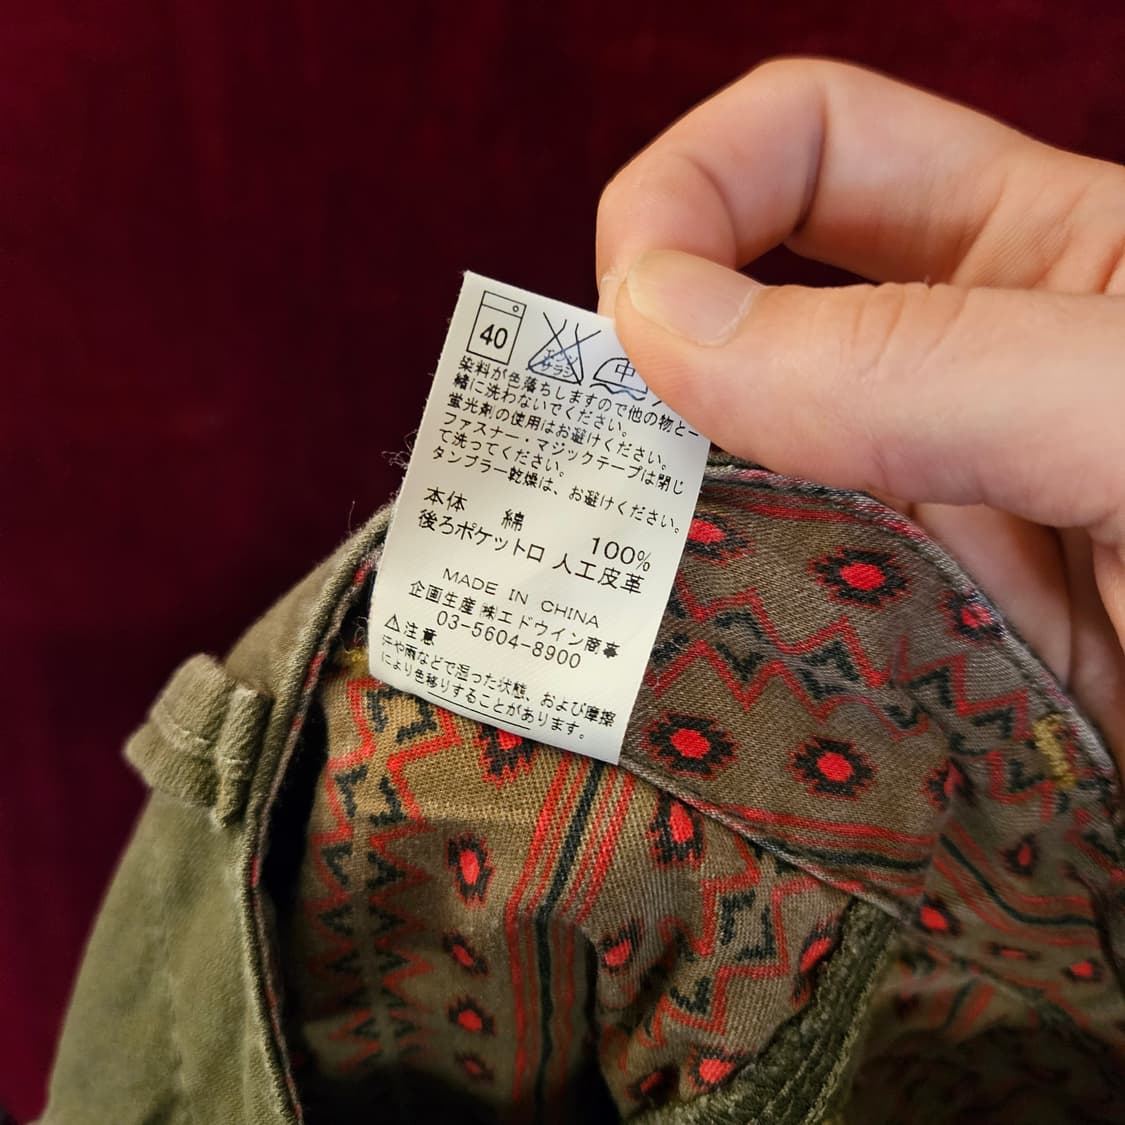 40
エンソ
サラシ
中
染料が色落ちしますので他の物と一
緒に洗わないでください。
蛍光剤の使用はお避けください。
ファスナー・マジックテープは閉じ
て洗ってください。
タンブラー乾燥は、お避けください。
本体 綿 100%
後ろポケット口 人工皮革
MADE IN CHINA
企画生産 ㈱エドウイン商事
03-5604-8900
⚠注意
汗や雨などで湿った状態、および摩擦
により色移りすることがあります。